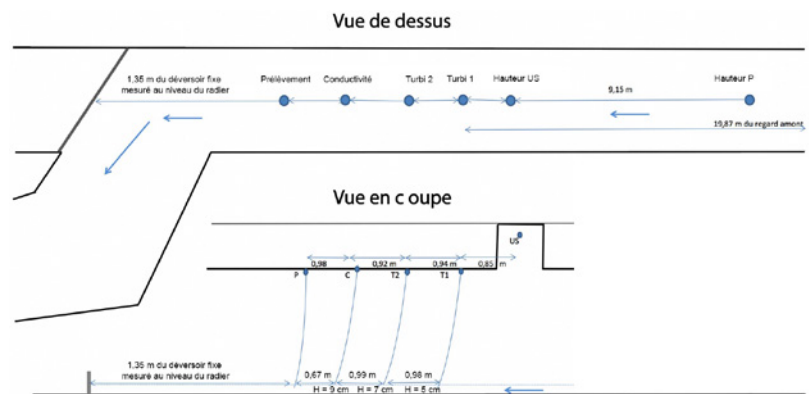 Vue de dessus
1,35 m du déversoir fixe
mesuré au niveau du radier
Prélèvement
Conductivité
Turbi 2
Turbi 1
Hauteur US
9,15 m
Hauteur P
19,87 m du regard amont
Vue en c oupe
US
0,98
0,92 m
0,94 m
0,85 m
P
C
T2
T1
1,35 m du déversoir fixe
mesuré au niveau du radier
0,67 m
0,99 m
0,98 m
H = 9 cm
H = 7 cm
H = 5 cm